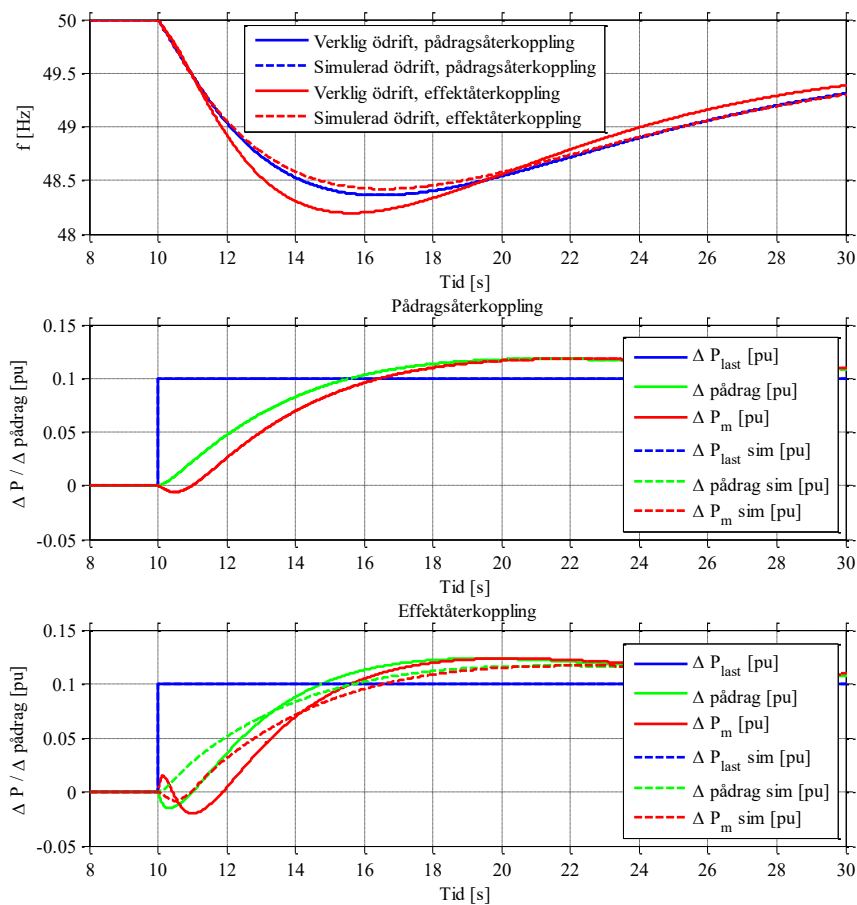 50
49.5
49
48.5
48
f [Hz]
Verklig ödrift, pådragsåterkoppling
Simulerad ödrift, pådragsåterkoppling
Verklig ödrift, effektåterkoppling
Simulerad ödrift, effektåterkoppling
8 10 12 14 16 18 20 22 24 26 28 30
Tid [s]
Pådragsåterkoppling
0.15
0.1
0.05
0
-0.05
Δ P / Δ pådrag [pu]
Δ P_last [pu]
Δ pådrag [pu]
Δ P_m [pu]
Δ P_last sim [pu]
Δ pådrag sim [pu]
Δ P_m sim [pu]
8 10 12 14 16 18 20 22 24 26 28 30
Tid [s]
Effektåterkoppling
0.15
0.1
0.05
0
-0.05
Δ P / Δ pådrag [pu]
Δ P_last [pu]
Δ pådrag [pu]
Δ P_m [pu]
Δ P_last sim [pu]
Δ pådrag sim [pu]
Δ P_m sim [pu]
8 10 12 14 16 18 20 22 24 26 28 30
Tid [s]